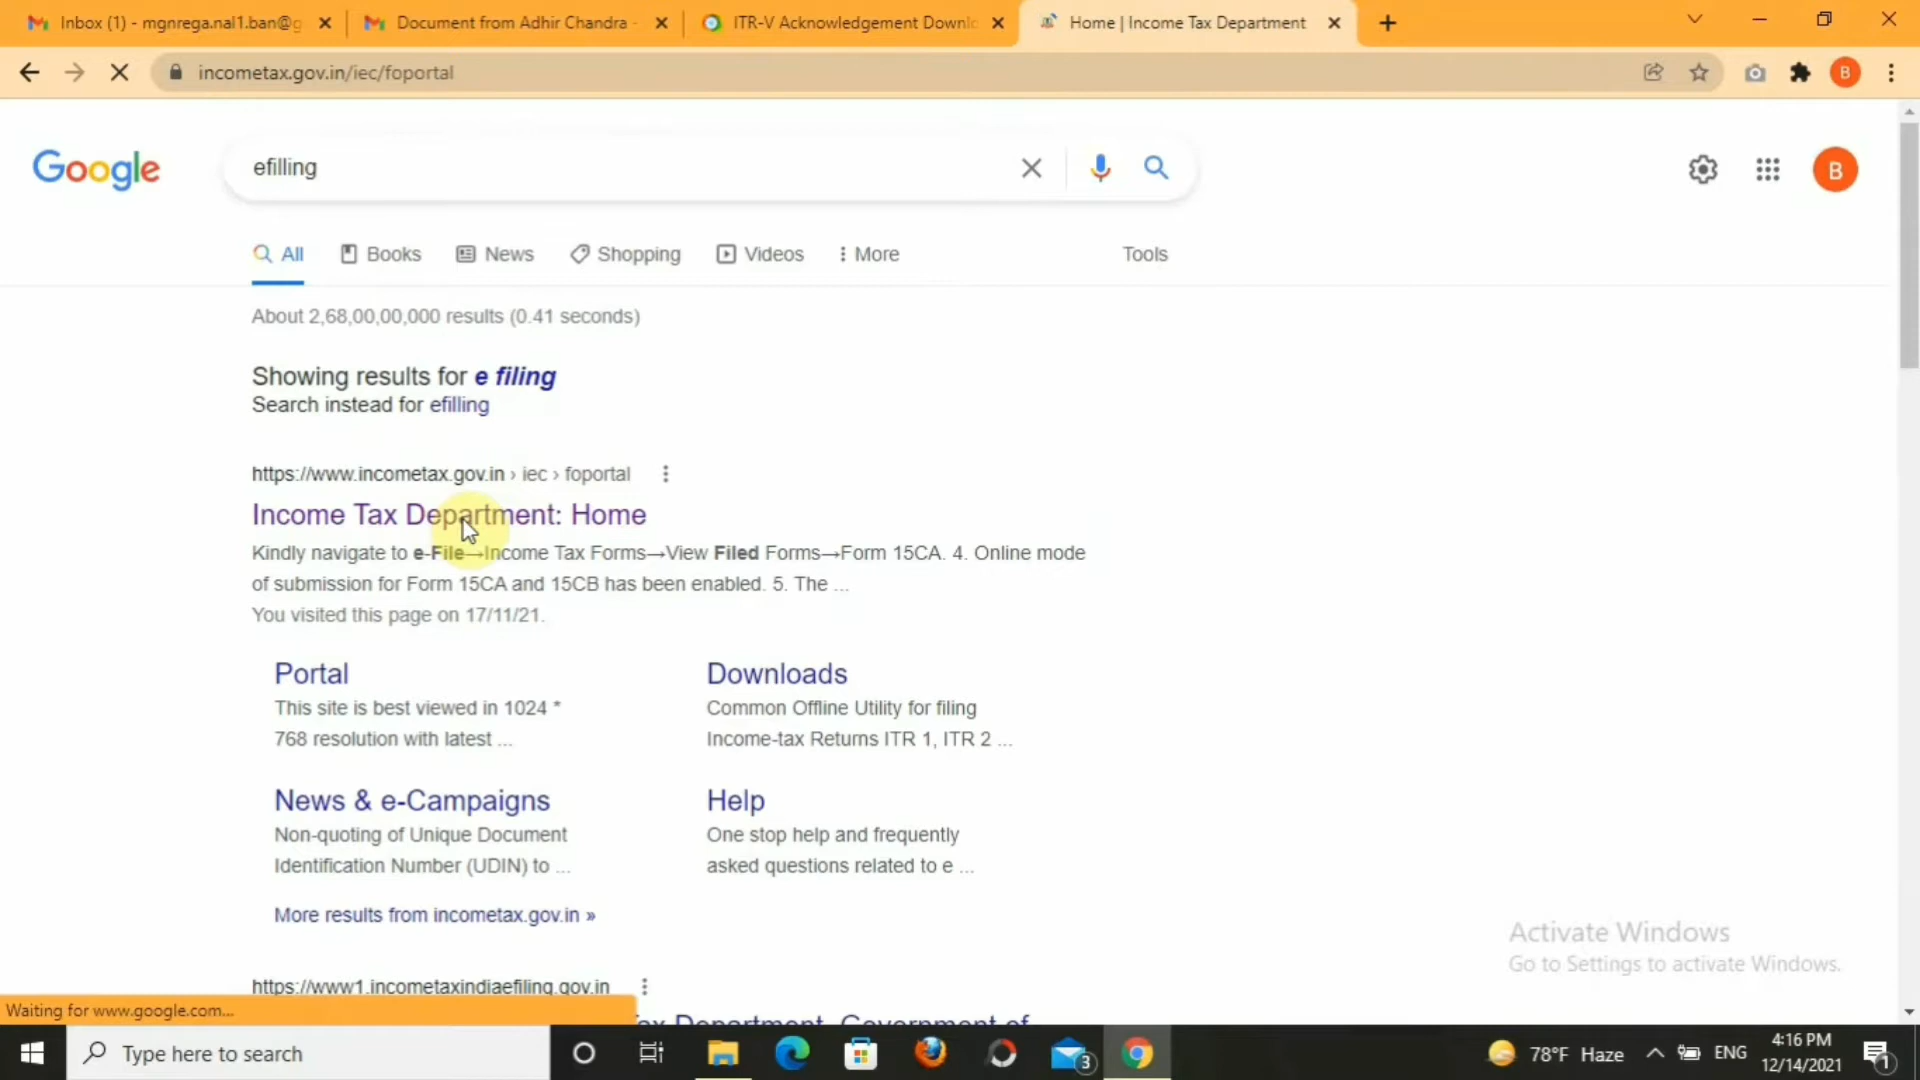 Inbox (1) - mgnrega.nal1.ban@g
Document from Adhir Chandra -
ITR-V Acknowledgement Downlo
Home | Income Tax Department
incometax.gov.in/iec/foportal
B
Google
efilling
B
All
Books
News
Shopping
Videos
More
Tools
About 2,68,00,00,000 results (0.41 seconds)
Showing results for e filing
Search instead for efilling
https://www.incometax.gov.in › iec › foportal
Income Tax Department: Home
Kindly navigate to e-File→Income Tax Forms→View Filed Forms→Form 15CA. 4. Online mode
of submission for Form 15CA and 15CB has been enabled. 5. The ...
You visited this page on 17/11/21.
Portal
This site is best viewed in 1024 *
768 resolution with latest ...
Downloads
Common Offline Utility for filing
Income-tax Returns ITR 1, ITR 2 ...
News & e-Campaigns
Non-quoting of Unique Document
Identification Number (UDIN) to ...
Help
One stop help and frequently
asked questions related to e ...
More results from incometax.gov.in »
https://www1.incometaxindiaefiling.gov.in
Tax Department, Government of
Activate Windows
Go to Settings to activate Windows.
Waiting for www.google.com...
Type here to search
3
78°F Haze
ENG
4:16 PM
12/14/2021
1